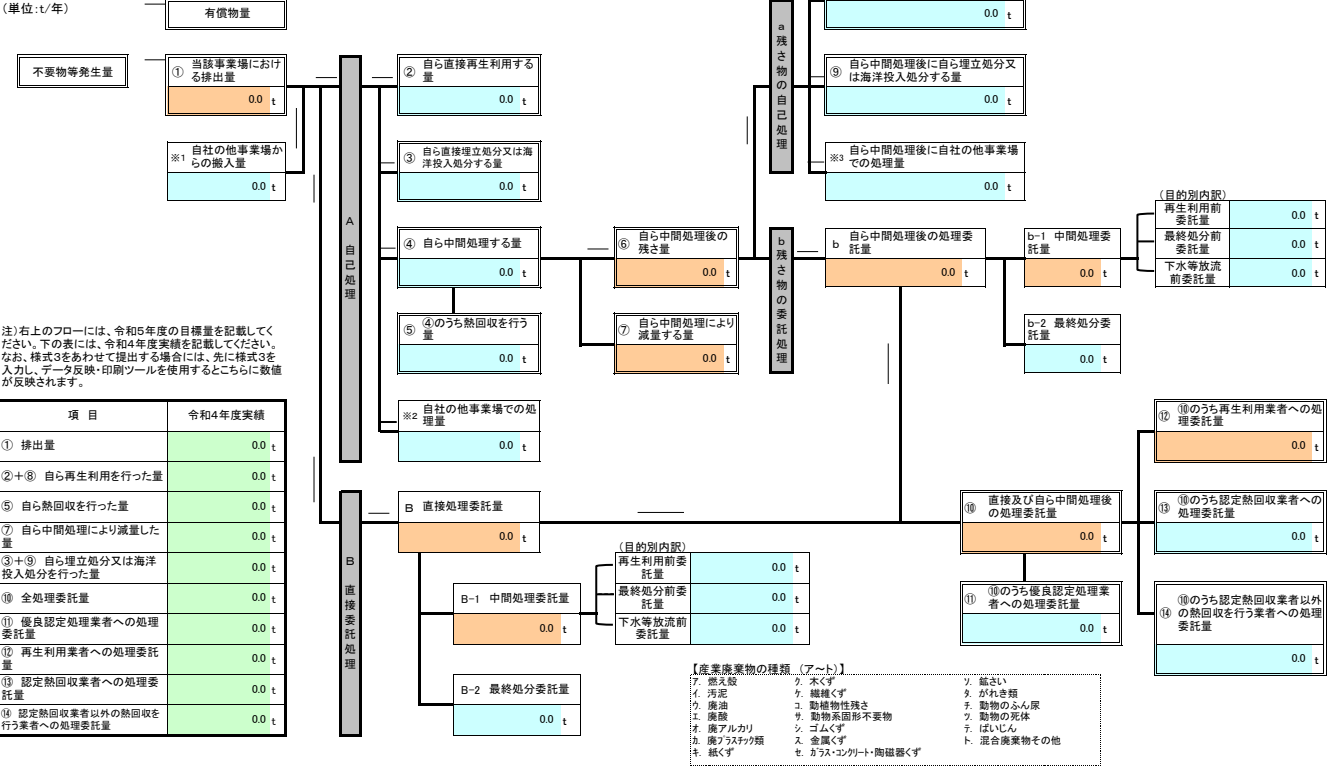 (単位:t/年)
有償物量
不要物等発生量
① 当該事業場におけ
る排出量
0.0 t
※1 自社の他事業場か
らの搬入量
0.0 t
A 自己処理
② 自ら直接再生利用する
量
0.0 t
③ 自ら直接埋立処分又は海
洋投入処分する量
0.0 t
④ 自ら中間処理する量
0.0 t
⑤ ④のうち熱回収を行う
量
0.0 t
※2 自社の他事業場での処
理量
0.0 t
⑥ 自ら中間処理後の
残さ量
0.0 t
⑦ 自ら中間処理により
減量する量
0.0 t
a 残さ物の自己処理
0.0 t
⑨ 自ら中間処理後に自ら埋立処分又
は海洋投入処分する量
0.0 t
※3 自ら中間処理後に自社の他事業場
での処理量
0.0 t
b 残さ物の委託処理
b 自ら中間処理後の処理委
託量
0.0 t
b-1 中間処理委
託量
0.0 t
(目的別内訳)
再生利用前
委託量
0.0 t
最終処分前
委託量
0.0 t
下水等放流
前委託量
0.0 t
b-2 最終処分委
託量
0.0 t
注)右上のフローには、令和5年度の目標量を記載してく
ださい。下の表には、令和4年度実績を記載してください。
なお、様式3をあわせて提出する場合には、先に様式3を
入力し、データ反映・印刷ツールを使用するとこちらに数値
が反映されます。
項 目 令和4年度実績
① 排出量 0.0 t
②+⑧ 自ら再生利用を行った量 0.0 t
⑤ 自ら熱回収を行った量 0.0 t
⑦ 自ら中間処理により減量した
量 0.0 t
③+⑨ 自ら埋立処分又は海洋
投入処分を行った量 0.0 t
⑩ 全処理委託量 0.0 t
⑪ 優良認定処理業者への処理
委託量 0.0 t
⑫ 再生利用業者への処理委託
量 0.0 t
⑬ 認定熱回収業者への処理委
託量 0.0 t
⑭ 認定熱回収業者以外の熱回収を
行う業者への処理委託量 0.0 t
B 直接委託処理
B 直接処理委託量
0.0 t
B-1 中間処理委託量
0.0 t
(目的別内訳)
再生利用前委
託量
0.0 t
最終処分前委
託量
0.0 t
下水等放流前
委託量
0.0 t
B-2 最終処分委託量
0.0 t
⑩ 直接及び自ら中間処理後
の処理委託量
0.0 t
⑪ ⑩のうち優良認定処理業
者への処理委託量
0.0 t
⑫ ⑩のうち再生利用業者への処
理委託量
0.0 t
⑬ ⑩のうち認定熱回収業者への
処理委託量
0.0 t
⑭ ⑩のうち認定熱回収業者以外
の熱回収を行う業者への処理
委託量
0.0 t
【産業廃棄物の種類 (ア~ト)】
ア. 燃え殻
イ. 汚泥
ウ. 廃油
エ. 廃酸
オ. 廃アルカリ
カ. 廃プラスチック類
キ. 紙くず
ク. 木くず
ケ. 繊維くず
コ. 動植物性残さ
サ. 動物系固形不要物
シ. ゴムくず
ス. 金属くず
セ. ガラス・コンクリート・陶磁器くず
ソ. 鉱さい
タ. がれき類
チ. 動物のふん尿
ツ. 動物の死体
テ. ばいじん
ト. 混合廃棄物その他